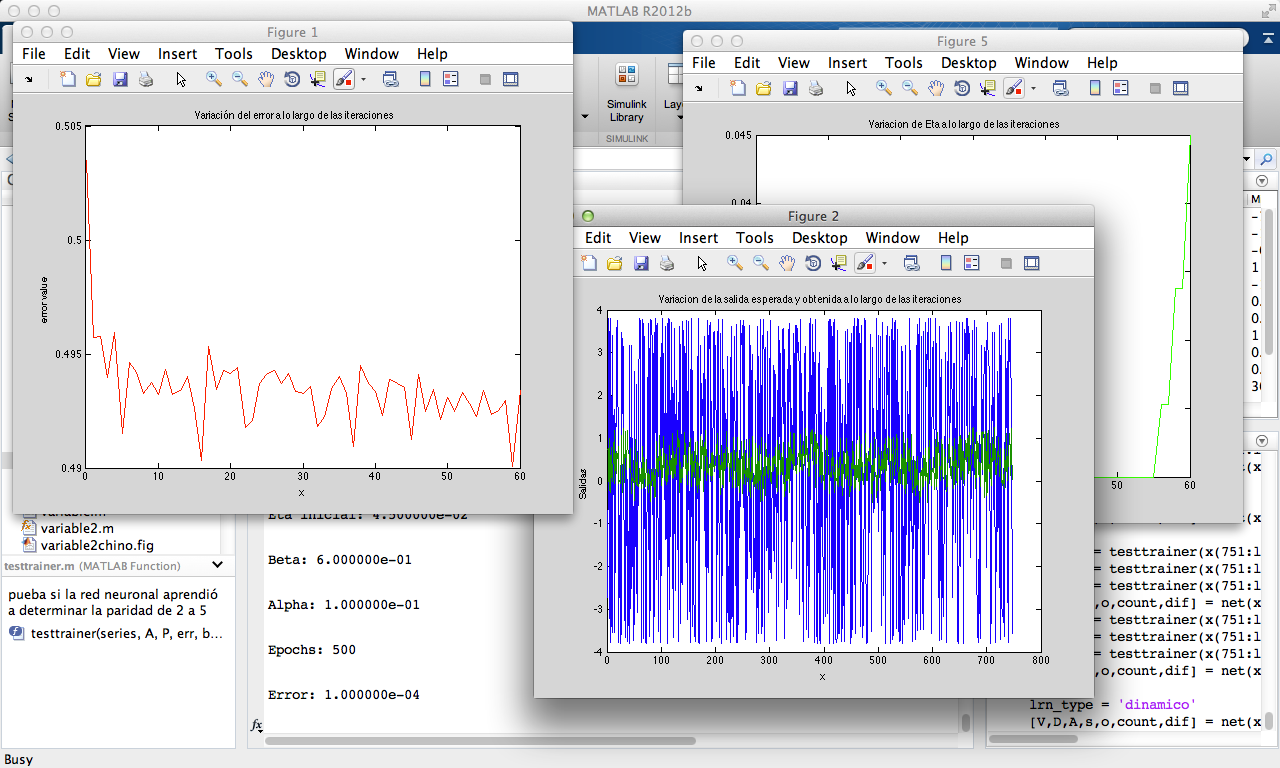 MATLAB R2012b
Figure 1
File Edit View Insert Tools Desktop Window Help
Variación del error a lo largo de las iteraciones
0.505
0.5
0.495
0.49
error value
0 10 20 30 40 50 60
x
Simulink
Library
SIMULINK
Figure 5
File Edit View Insert Tools Desktop Window Help
Variacion de Eta a lo largo de las iteraciones
0.045
0.04
50 60
Figure 2
Edit View Insert Tools Desktop Window Help
Variacion de la salida esperada y obtenida a lo largo de las iteraciones
4
3
2
1
0
-1
-2
-3
-4
Salidas
0 100 200 300 400 500 600 700 800
x
variable2.m
variable2chino.fig
testtrainer.m (MATLAB Function)
pueba si la red neuronal aprendió
a determinar la paridad de 2 a 5
testtrainer(series, A, P, err, b...
Eta inicial: 4.500000e-02
Beta: 6.000000e-01
Alpha: 1.000000e-01
Epochs: 500
Error: 1.000000e-04
fx
= testtrainer(x(751:l
= testtrainer(x(751:l
= testtrainer(x(751:l
,o,count,dif] = net(x
= testtrainer(x(751:l
= testtrainer(x(751:l
= testtrainer(x(751:l
,o,count,dif] = net(x
lrn_type = 'dinamico'
[V,D,A,s,o,count,dif] = net(x
Busy